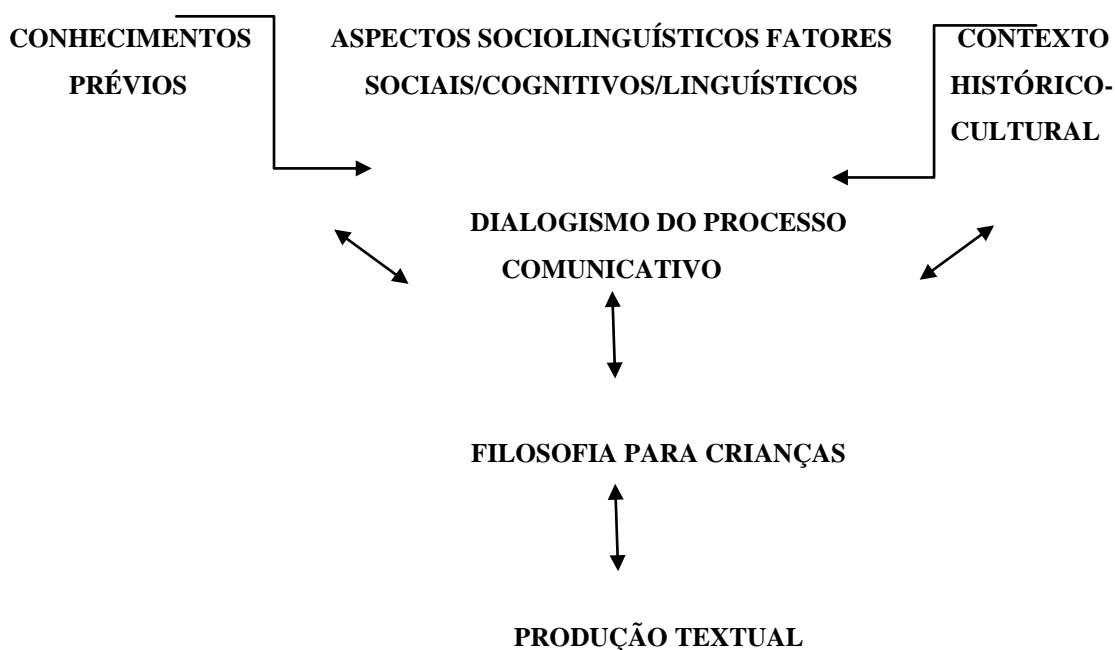 CONHECIMENTOS
PRÉVIOS
ASPECTOS SOCIOLINGUÍSTICOS FATORES
SOCIAIS/COGNITIVOS/LINGUÍSTICOS
CONTEXTO
HISTÓRICO-
CULTURAL
DIALOGISMO DO PROCESSO
COMUNICATIVO
FILOSOFIA PARA CRIANÇAS
PRODUÇÃO TEXTUAL